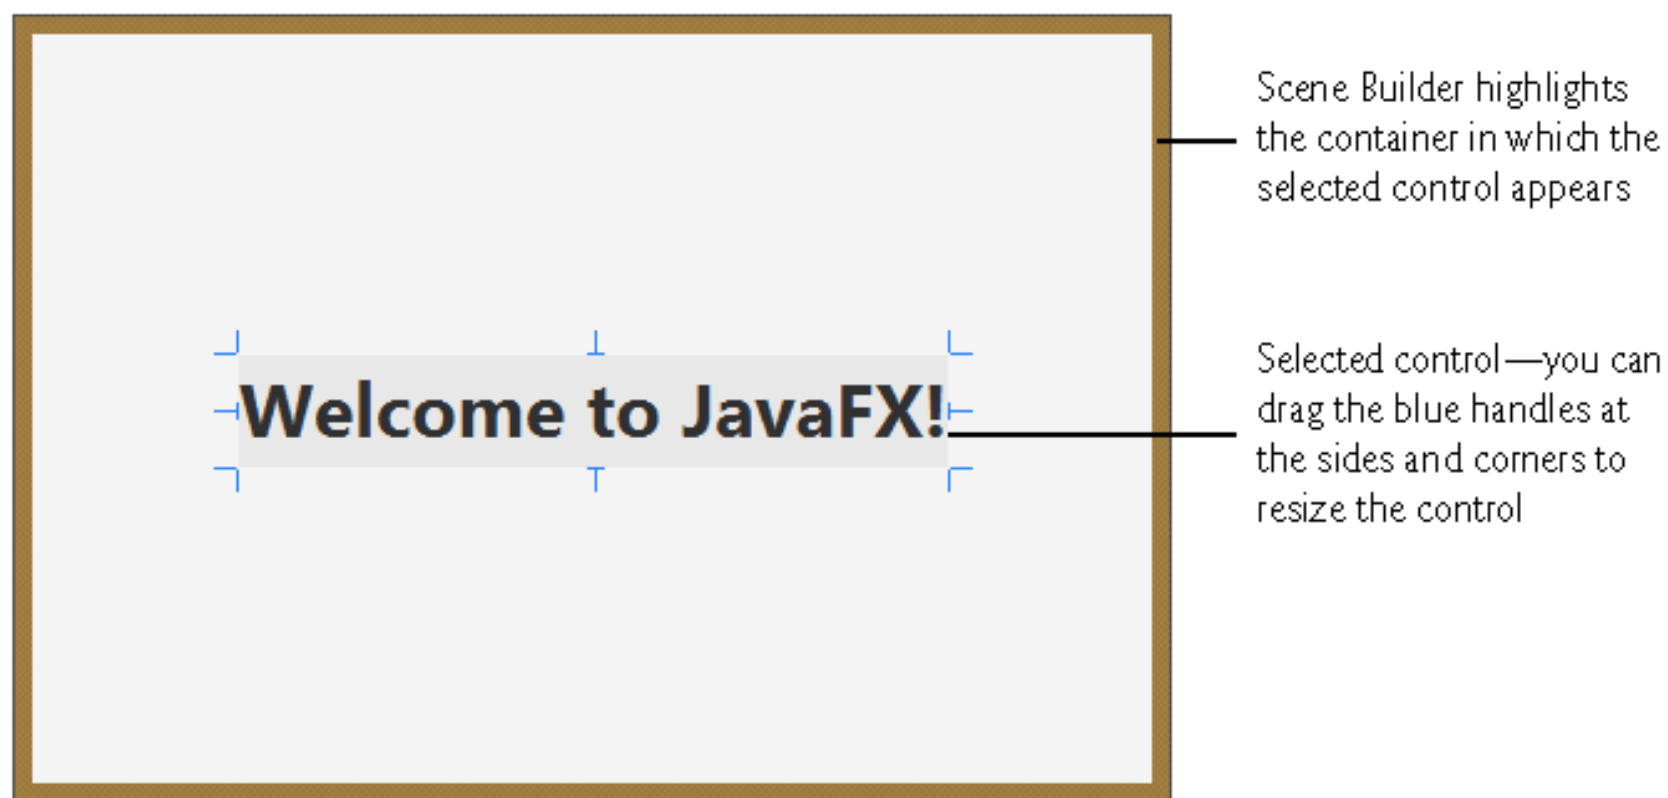 Scene Builder highlights
the container in which the
selected control appears
Welcome to JavaFX!
Selected control—you can
drag the blue handles at
the sides and corners to
resize the control